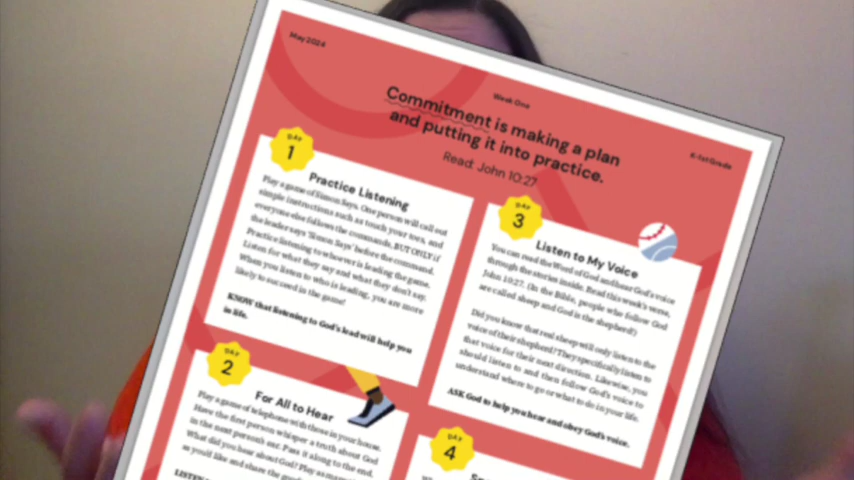 May 2024
Week One
K-1st Grade
Commitment is making a plan
and putting it into practice.
Read: John 10:27
DAY
1
Practice Listening
Play a game of Simon Says. One person will call out
simple instructions such as touch your toes, and
everyone else follows the commands, BUT ONLY if
the leader says 'Simon Says' before the command.
Practice listening to whoever is leading the game.
Listen for what they say and what they don't say.
When you listen to who is leading, you are more
likely to succeed in the game!
KNOW that listening to God's lead will help you
in life.
DAY
2
For All to Hear
Play a game of telephone with those in your house.
Have the first person whisper a truth about God
in the next person's ear. Pass it along to the end.
What did you hear about God? Play as many
as you'd like and share the
LISTEN
DAY
3
Listen to My Voice
You can read the Word of God and hear God's voice
through the stories inside. Read this week's verse,
John 10:27. (In the Bible, people who follow God
are called sheep and God is the shepherd!)
Did you know that real sheep will only listen to the
voice of their shepherd? They specifically listen to
that voice for their next direction. Likewise, you
should listen to and then follow God's voice to
understand where to go or what to do in your life.
ASK God to help you hear and obey God's voice.
DAY
4